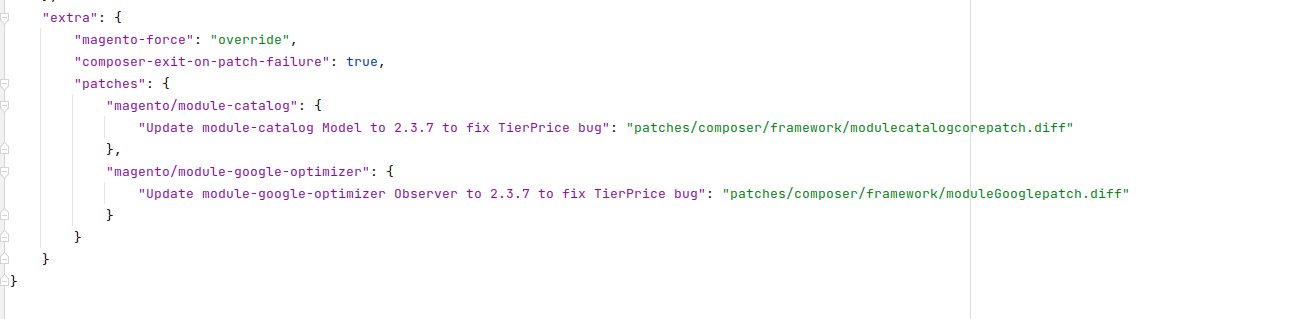 "extra": {
"magento-force": "override",
"composer-exit-on-patch-failure": true,
"patches": {
"magento/module-catalog": {
"Update module-catalog Model to 2.3.7 to fix TierPrice bug": "patches/composer/framework/modulecatalogcorepatch.diff"
},
"magento/module-google-optimizer": {
"Update module-google-optimizer Observer to 2.3.7 to fix TierPrice bug": "patches/composer/framework/moduleGooglepatch.diff"
}
}
}
}